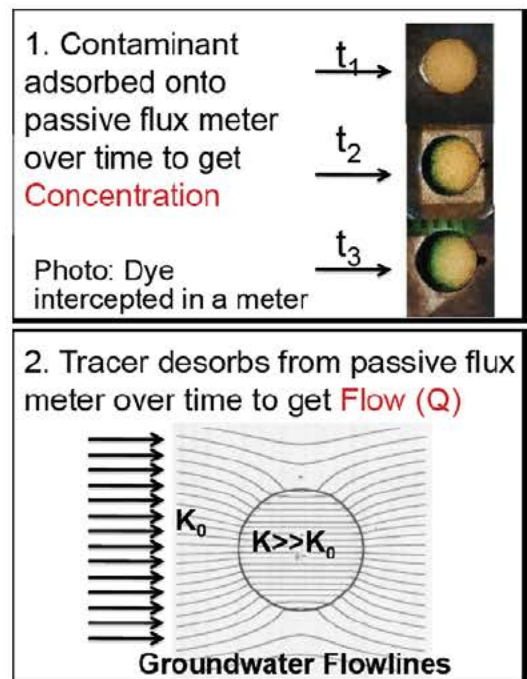 1. Contaminant
adsorbed onto
passive flux meter
over time to get
Concentration
t1
t2
t3
Photo: Dye
intercepted in a meter
2. Tracer desorbs from passive flux
meter over time to get Flow (Q)
K0
K>>K0
Groundwater Flowlines